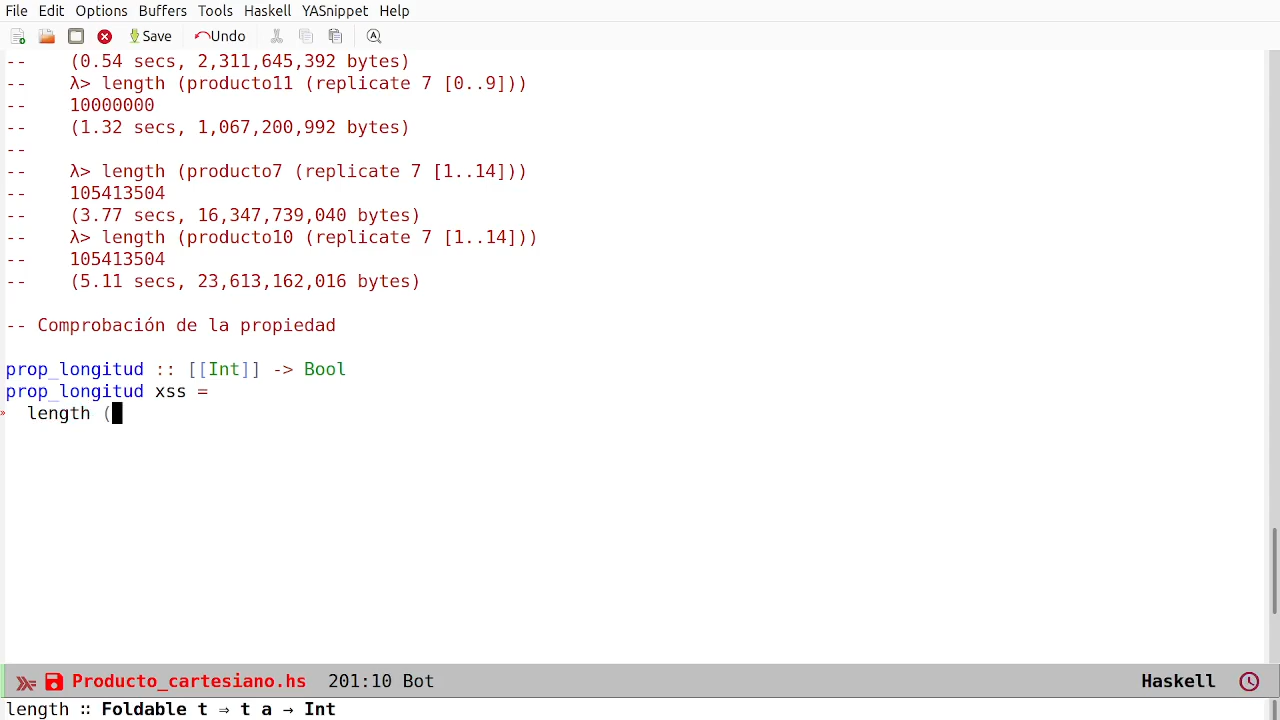 File Edit Options Buffers Tools Haskell YASnippet Help
Save Undo
--    (0.54 secs, 2,311,645,392 bytes)
--    λ> length (producto11 (replicate 7 [0..9]))
--    10000000
--    (1.32 secs, 1,067,200,992 bytes)
--
--    λ> length (producto7 (replicate 7 [1..14]))
--    105413504
--    (3.77 secs, 16,347,739,040 bytes)
--    λ> length (producto10 (replicate 7 [1..14]))
--    105413504
--    (5.11 secs, 23,613,162,016 bytes)
-- Comprobación de la propiedad
prop_longitud :: [[Int]] -> Bool
prop_longitud xss =
  length (
Producto_cartesiano.hs 201:10 Bot Haskell
length :: Foldable t ⇒ t a → Int